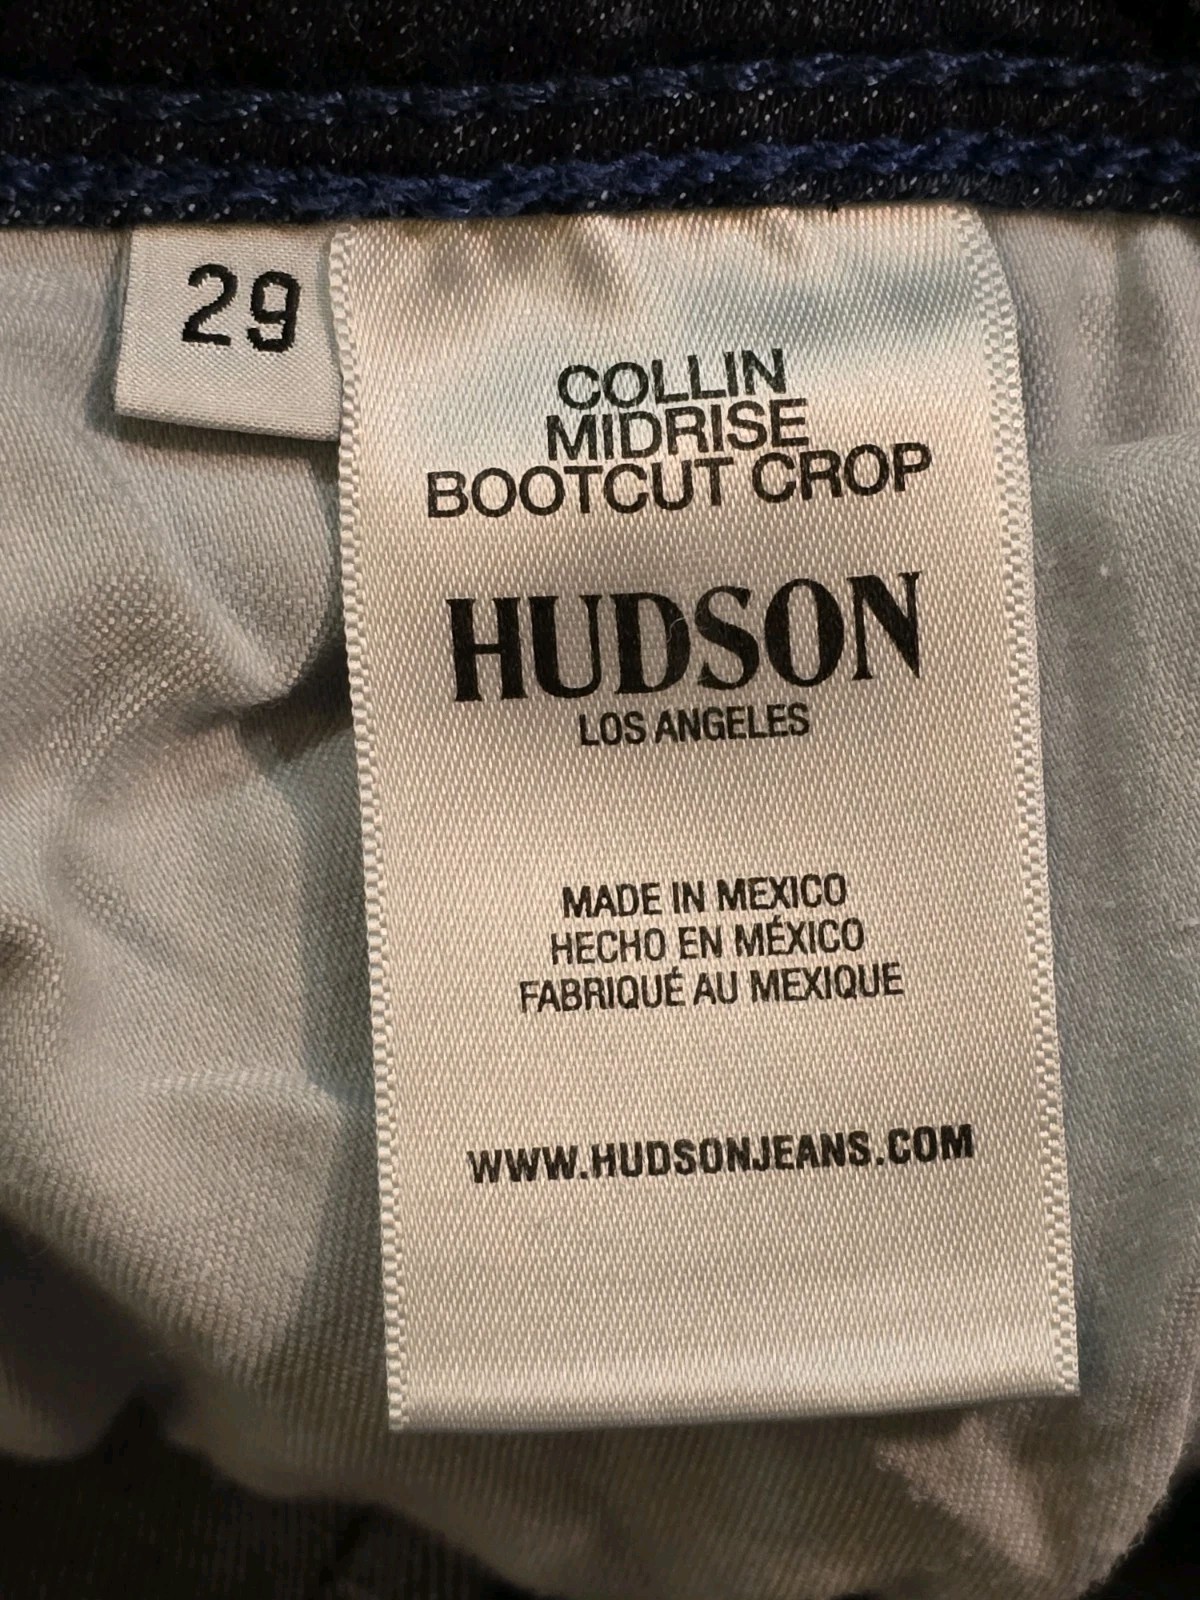 29
COLLIN
MIDRISE
BOOTCUT CROP
HUDSON
LOS ANGELES
MADE IN MEXICO
HECHO EN MÉXICO
FABRIQUÉ AU MEXIQUE
WWW.HUDSONJEANS.COM